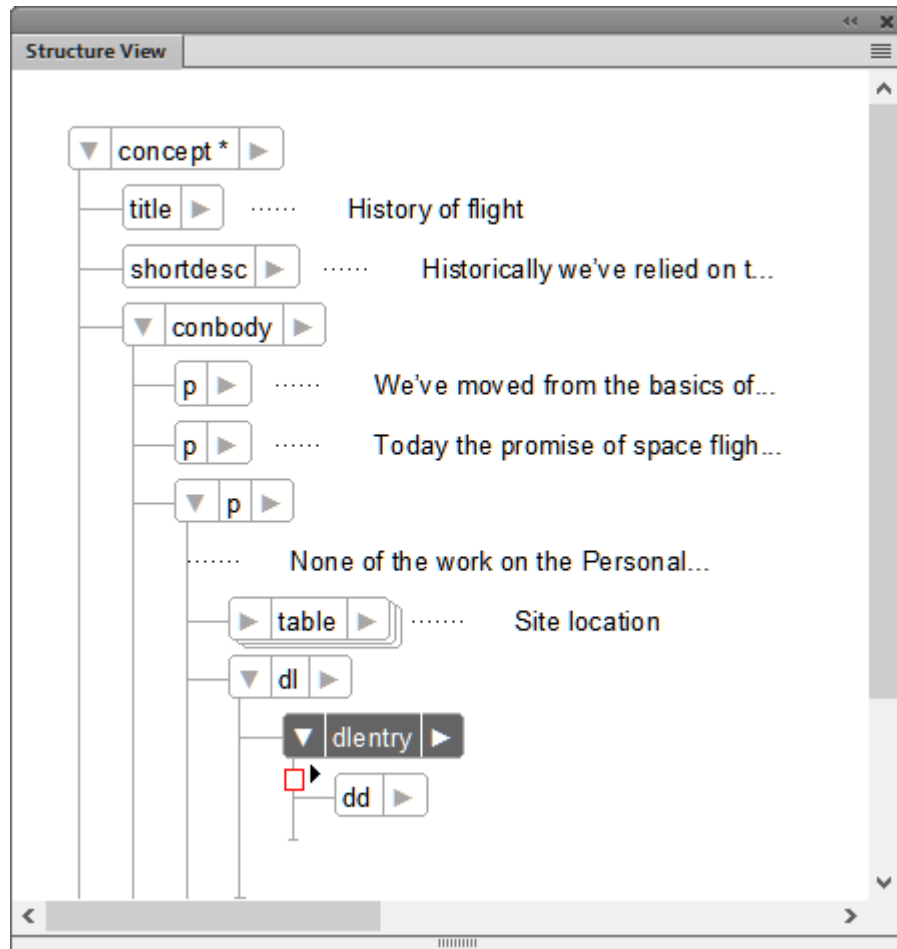 Structure View
concept *
title ...... History of flight
shortdesc ...... Historically we've relied on t...
conbody
p ...... We've moved from the basics of...
p ...... Today the promise of space fligh...
p
....... None of the work on the Personal...
table ....... Site location
dl
dlentry
dd